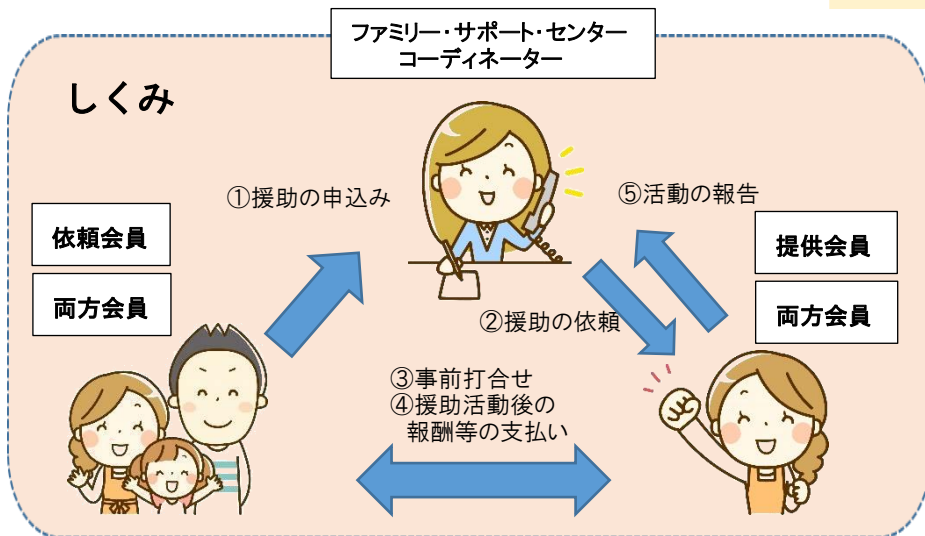 ファミリー・サポート・センター
コーディネーター
しくみ
①援助の申込み
⑤活動の報告
依頼会員
両方会員
提供会員
両方会員
②援助の依頼
③事前打合せ
④援助活動後の
報酬等の支払い